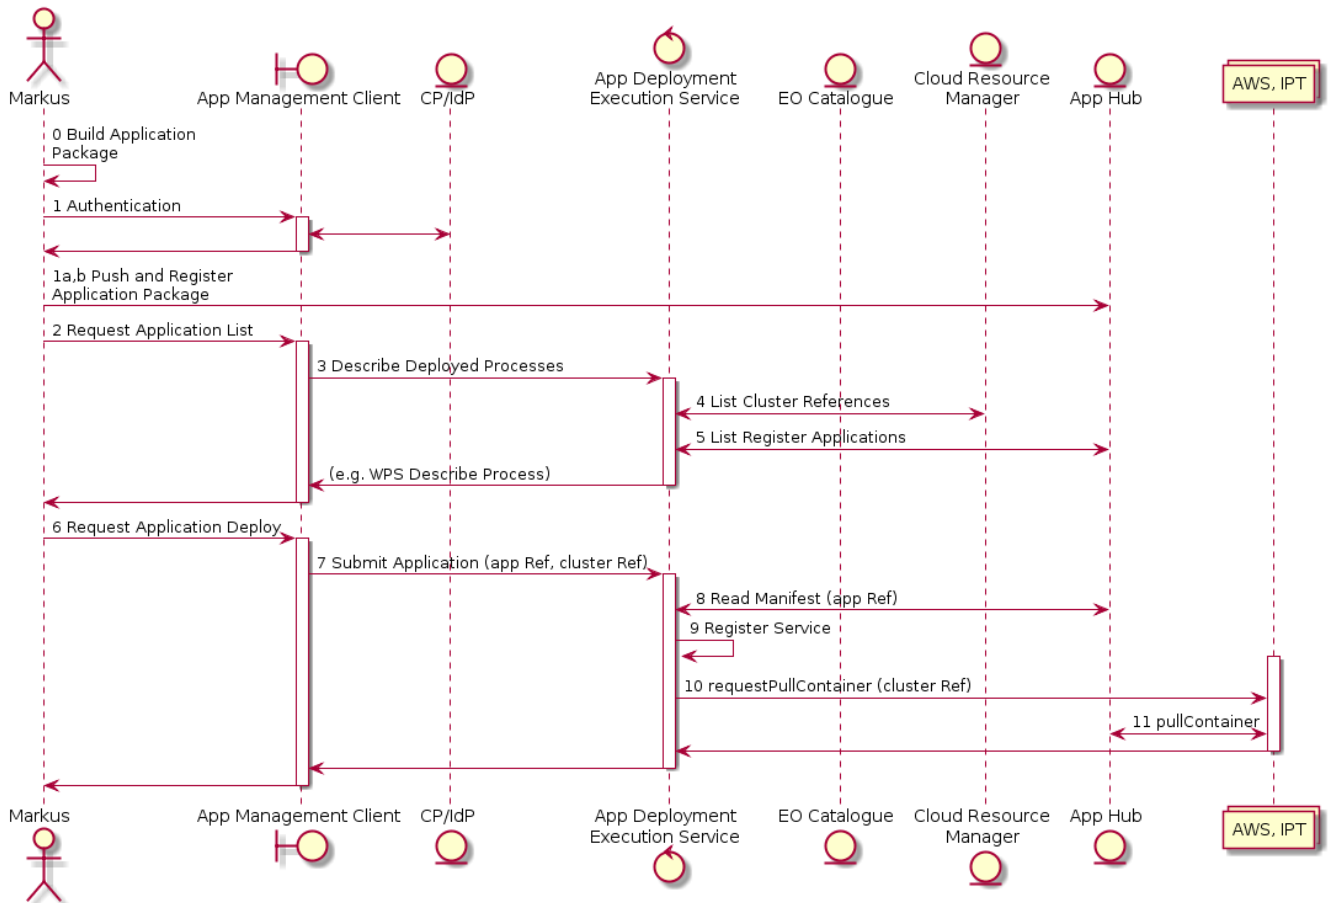 Markus
App Management Client
CP/IdP
App Deployment
Execution Service
EO Catalogue
Cloud Resource
Manager
App Hub
AWS, IPT
0 Build Application
Package
1 Authentication
1a,b Push and Register
Application Package
2 Request Application List
3 Describe Deployed Processes
4 List Cluster References
5 List Register Applications
(e.g. WPS Describe Process)
6 Request Application Deploy
7 Submit Application (app Ref, cluster Ref)
8 Read Manifest (app Ref)
9 Register Service
10 requestPullContainer (cluster Ref)
11 pullContainer
Markus
App Management Client
CP/IdP
App Deployment
Execution Service
EO Catalogue
Cloud Resource
Manager
App Hub
AWS, IPT